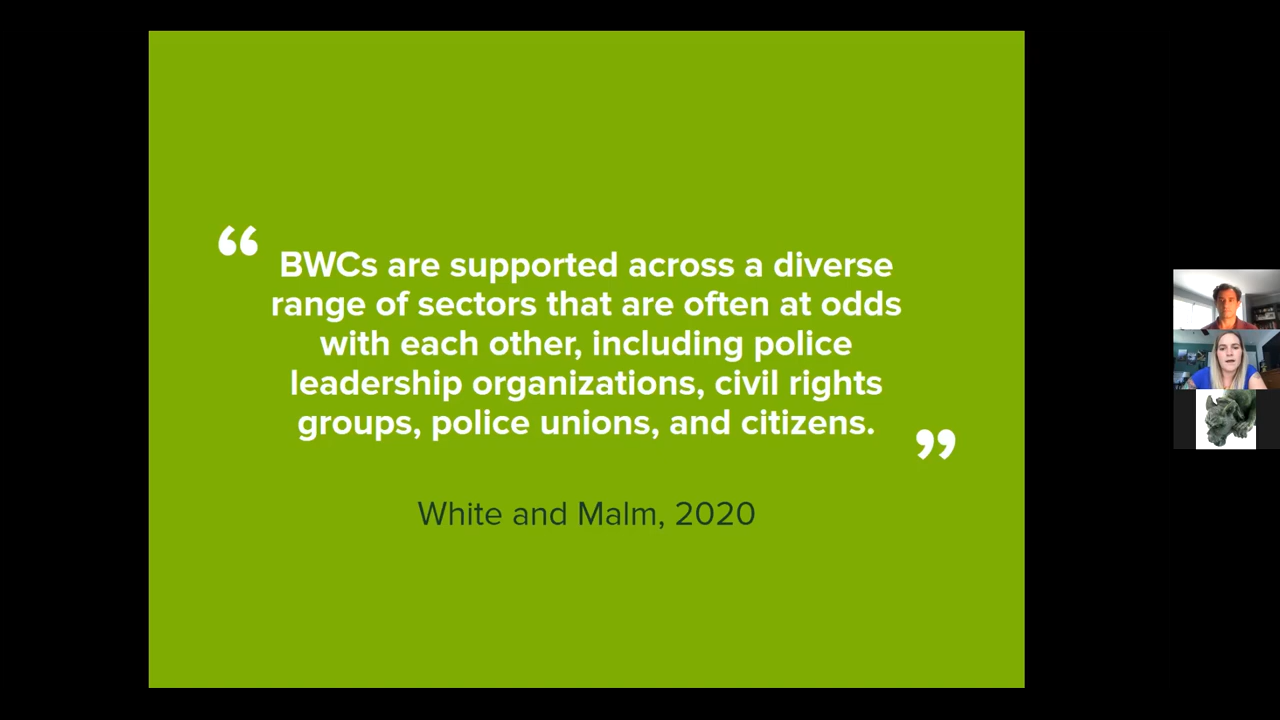 “ BWCs are supported across a diverse
range of sectors that are often at odds
with each other, including police
leadership organizations, civil rights
groups, police unions, and citizens. ”
White and Malm, 2020